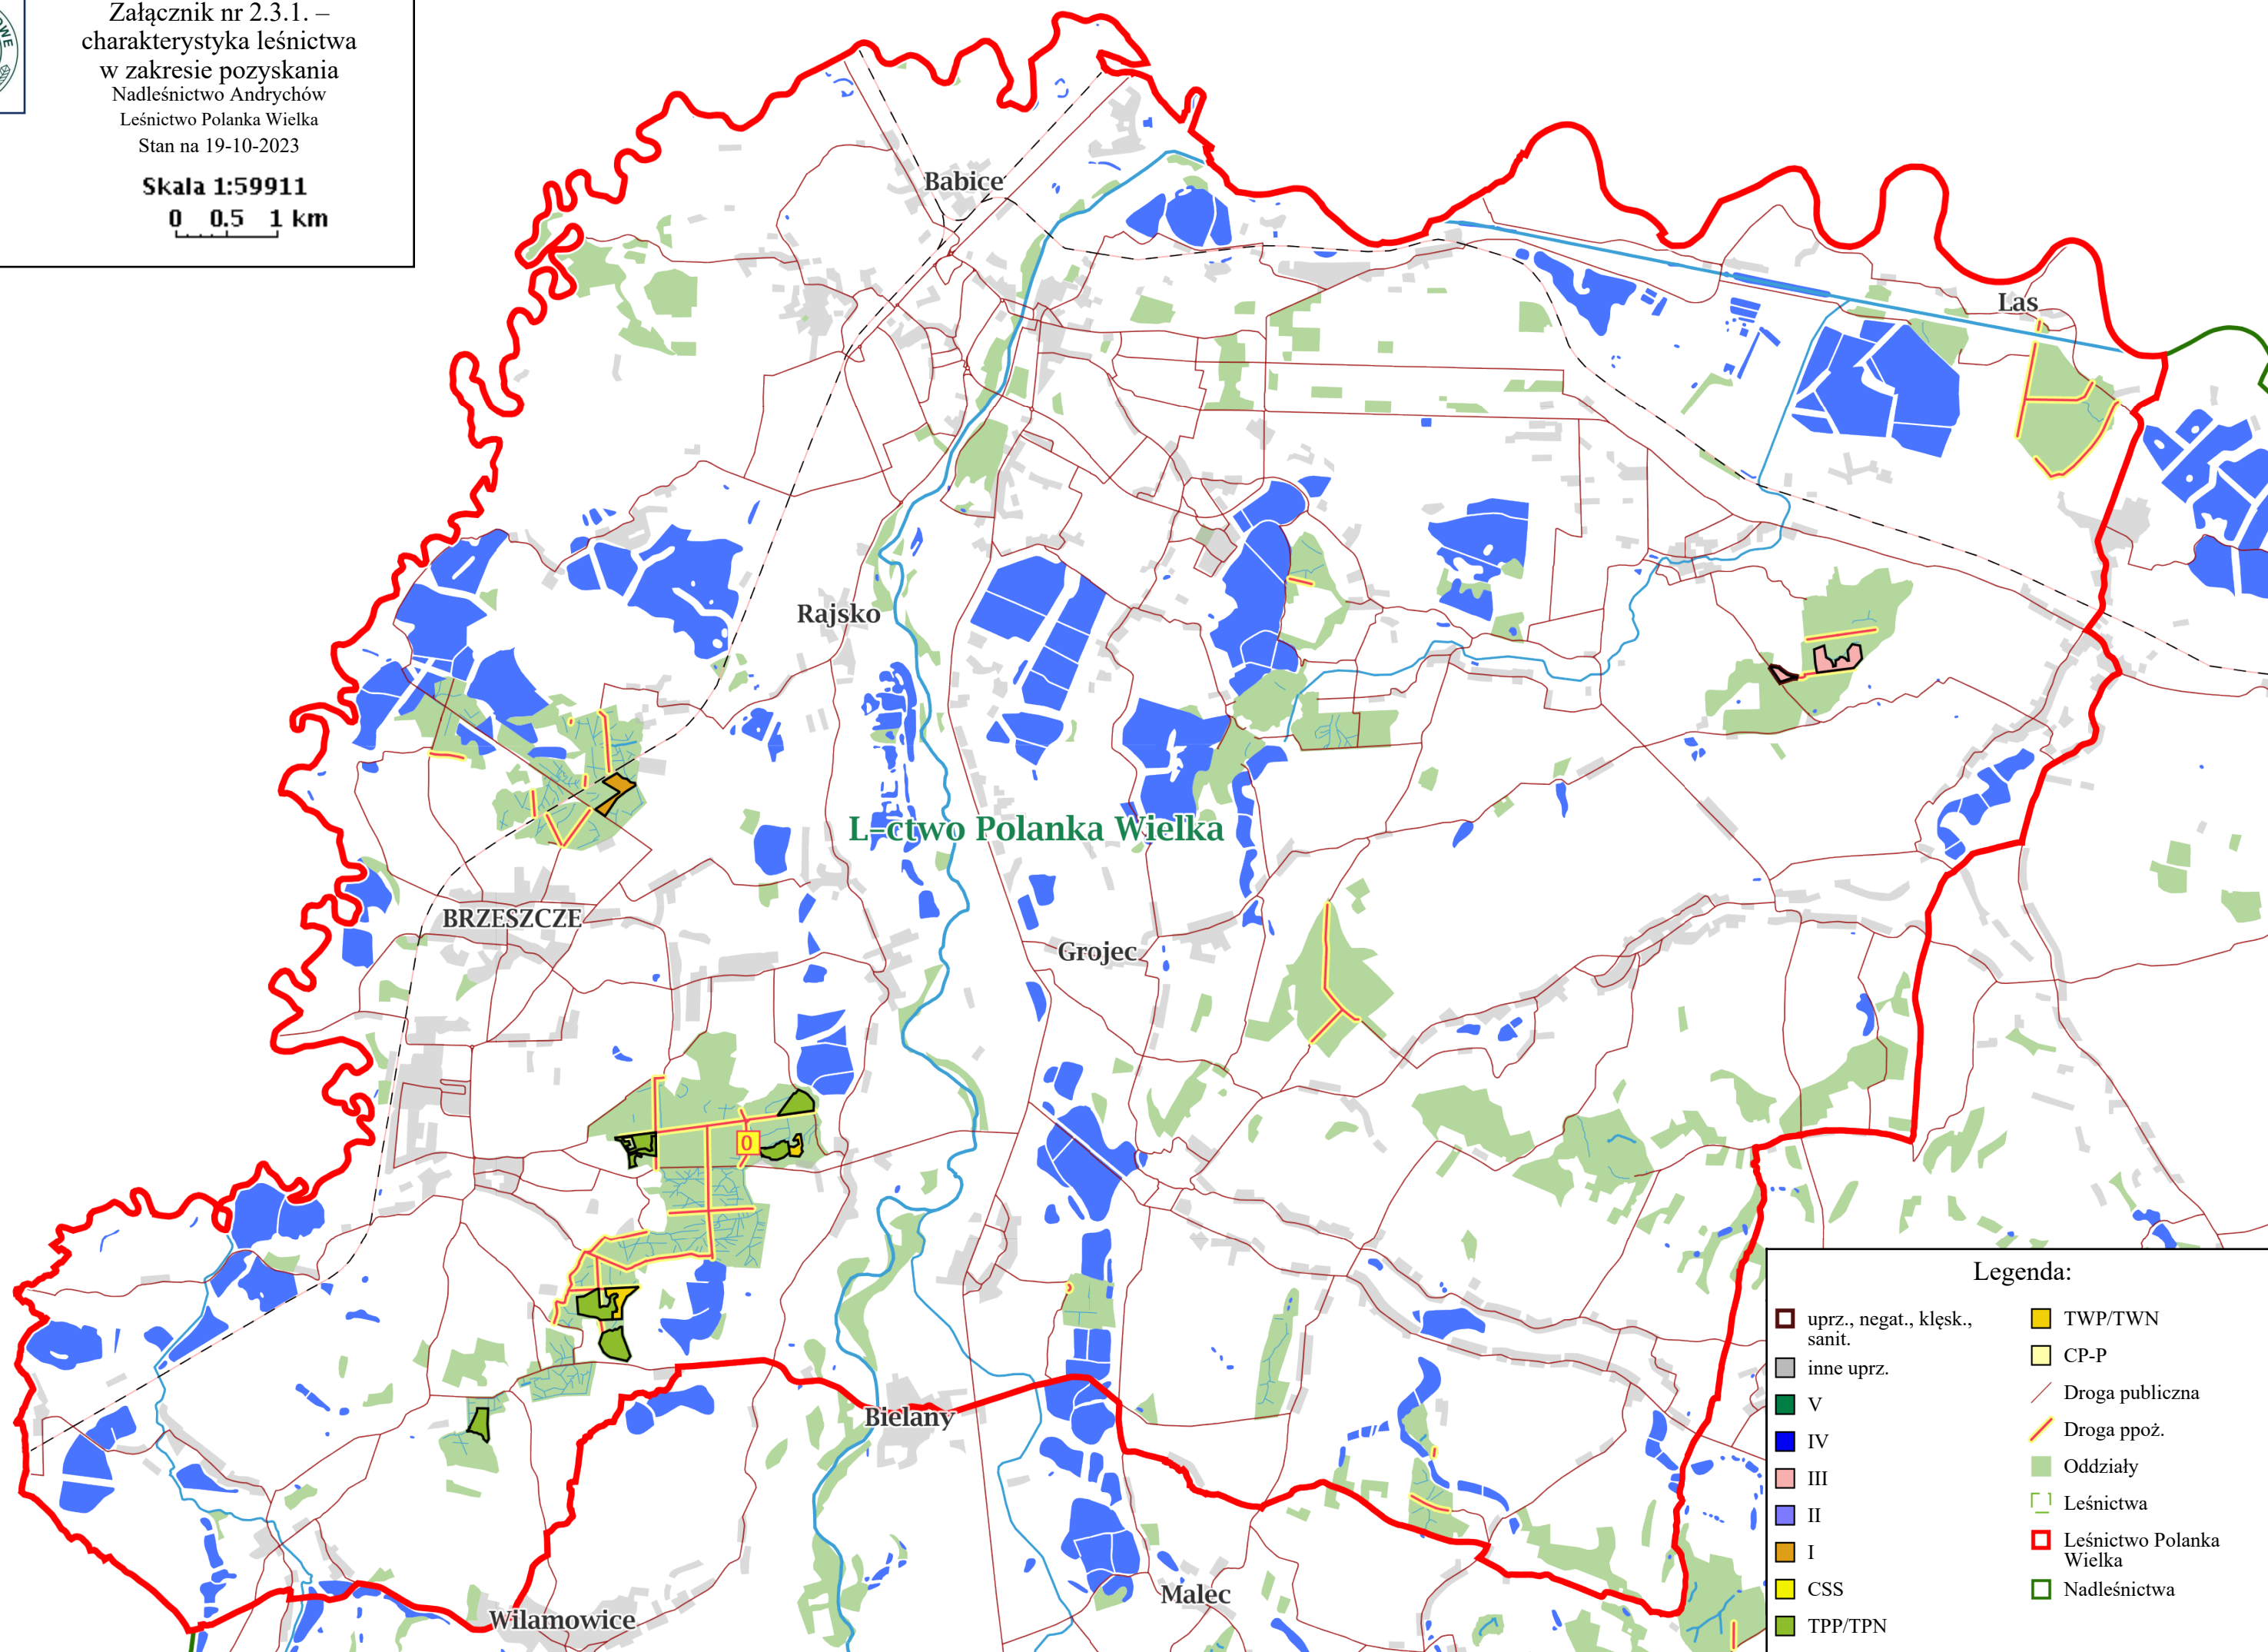 OWE
Załącznik nr 2.3.1. –
charakterystyka leśnictwa
w zakresie pozyskania
Nadleśnictwo Andrychów
Leśnictwo Polanka Wielka
Stan na 19-10-2023
Skala 1:59911
0 0.5 1 km
Babice
Las
Rajsko
L-ctwo Polanka Wielka
BRZESZCZE
Grojec
0
Bielany
Malec
Wilamowice
Legenda:
uprz., negat., klęsk.,
sanit.
inne uprz.
V
IV
III
II
I
CSS
TPP/TPN
TWP/TWN
CP-P
Droga publiczna
Droga ppoż.
Oddziały
Leśnictwa
Leśnictwo Polanka
Wielka
Nadleśnictwa